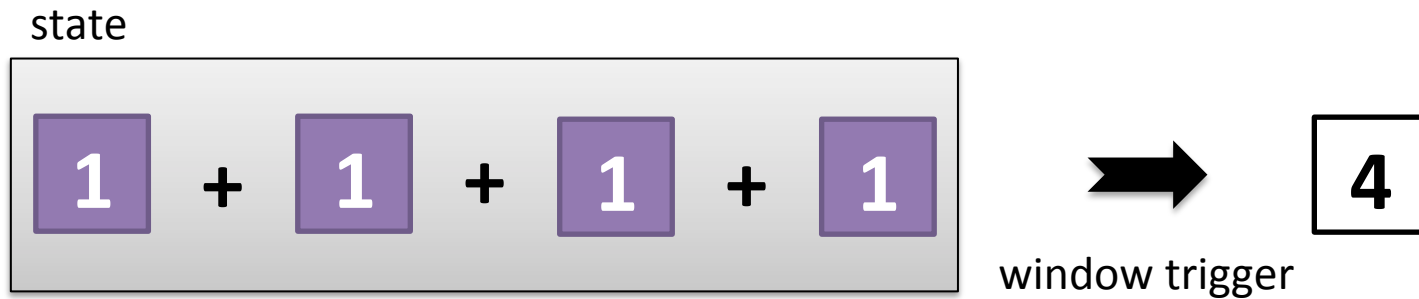 state
1 + 1 + 1 + 1 4
window trigger